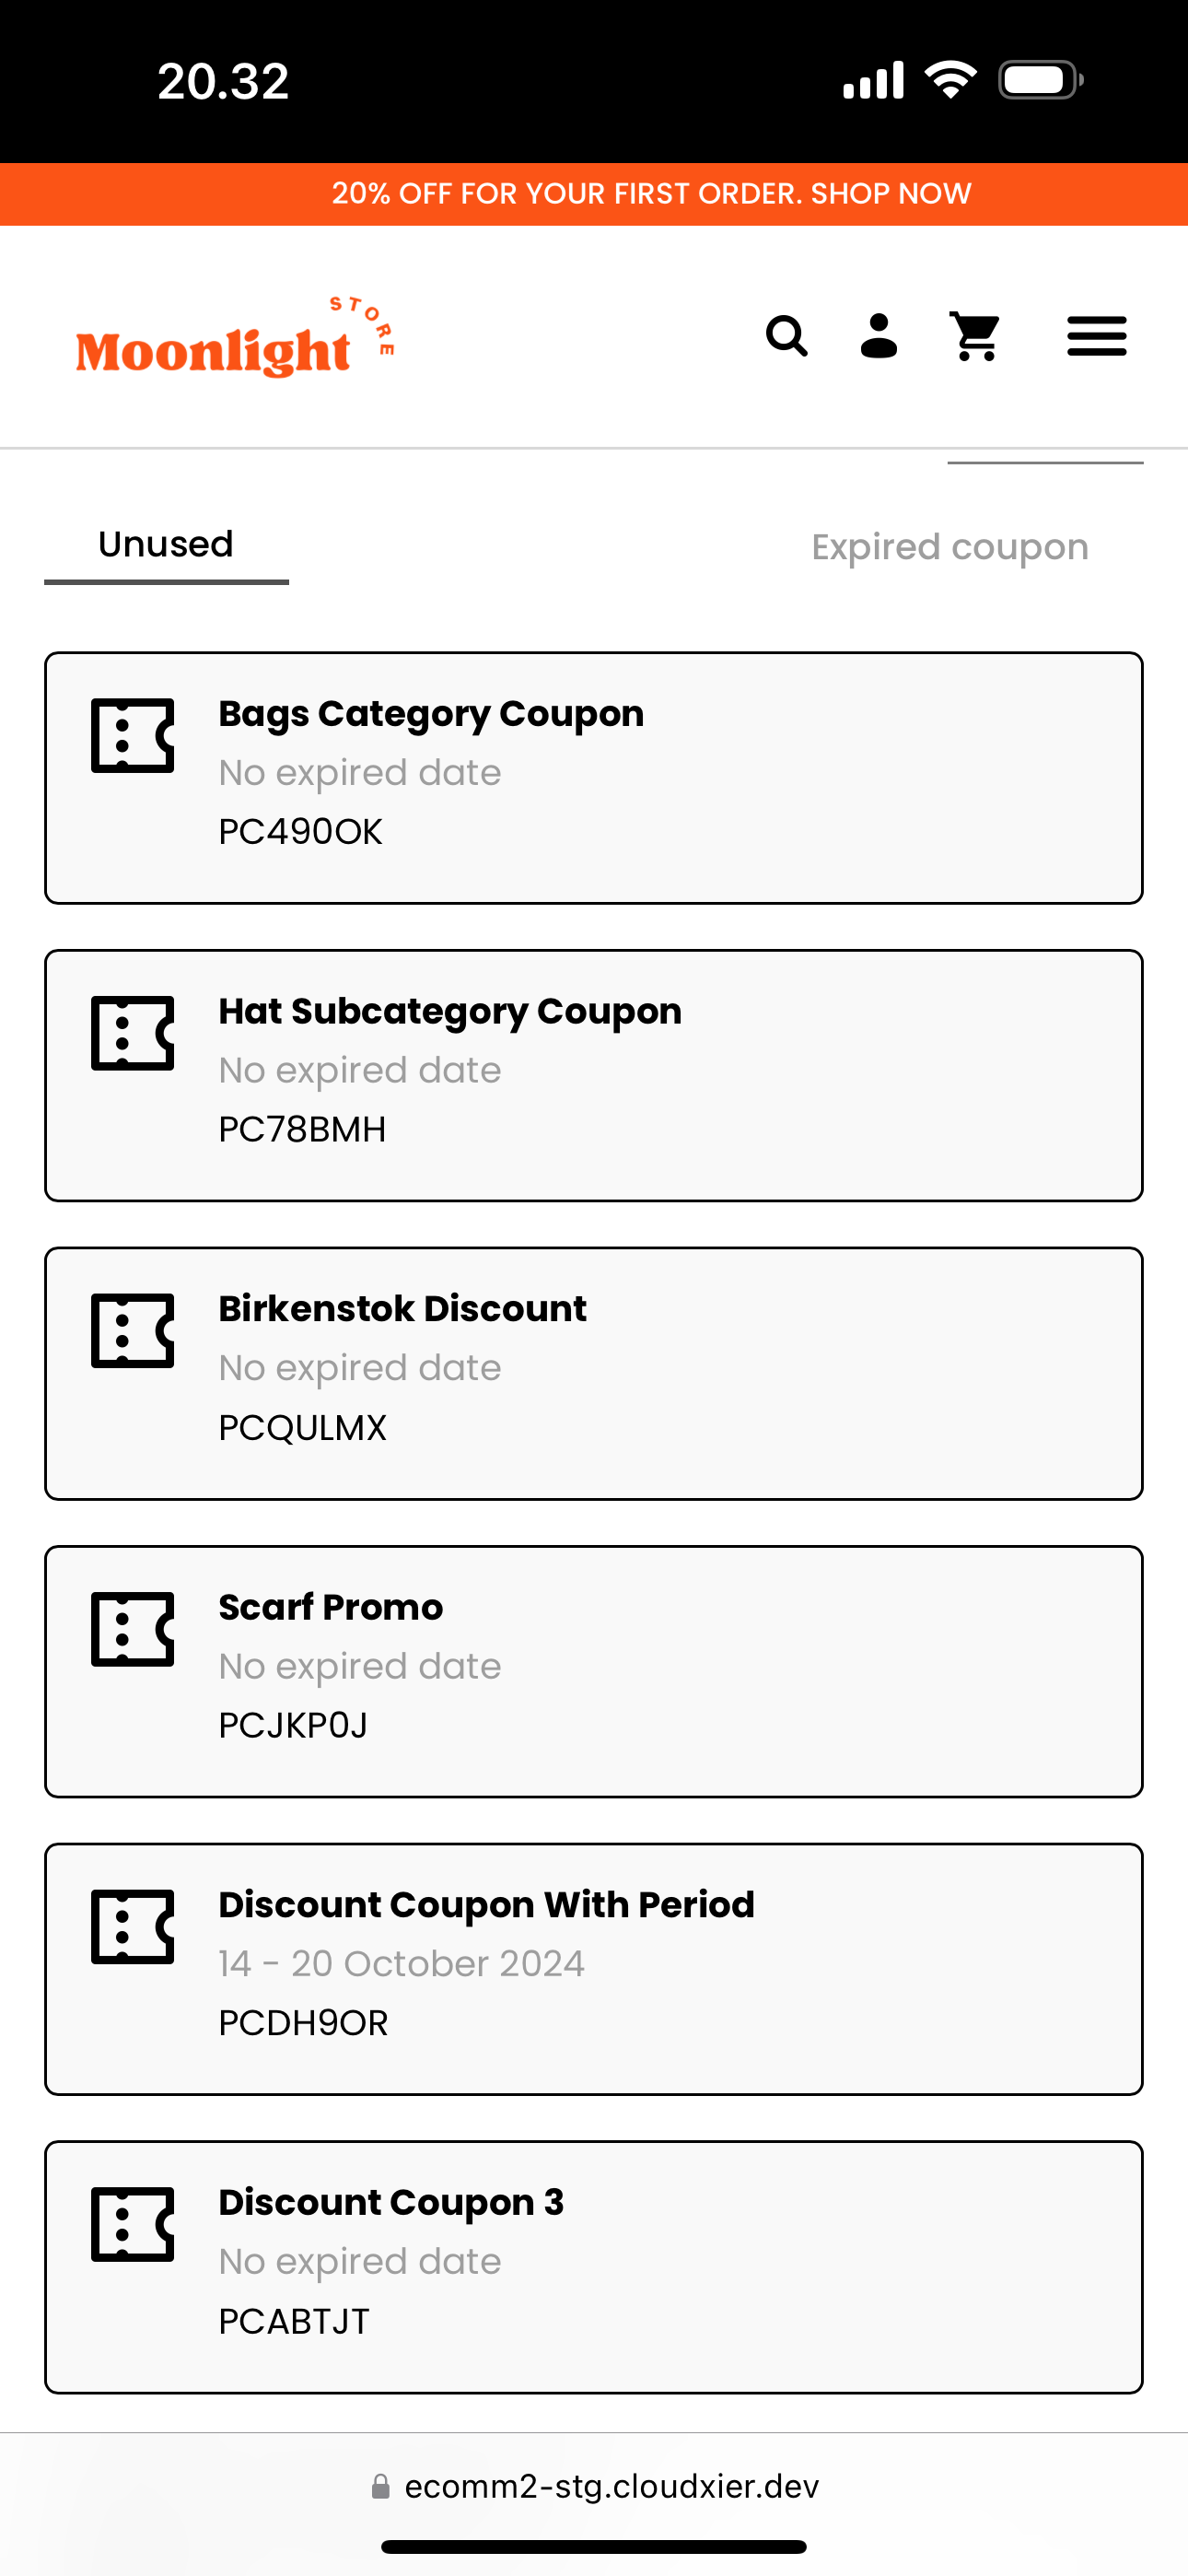 20.32
20% OFF FOR YOUR FIRST ORDER. SHOP NOW
Moonlight STORE
Unused
Expired coupon
Bags Category Coupon
No expired date
PC490OK
Hat Subcategory Coupon
No expired date
PC78BMH
Birkenstok Discount
No expired date
PCQULMX
Scarf Promo
No expired date
PCJKP0J
Discount Coupon With Period
14 - 20 October 2024
PCDH9OR
Discount Coupon 3
No expired date
PCABTJT
ecomm2-stg.cloudxier.dev